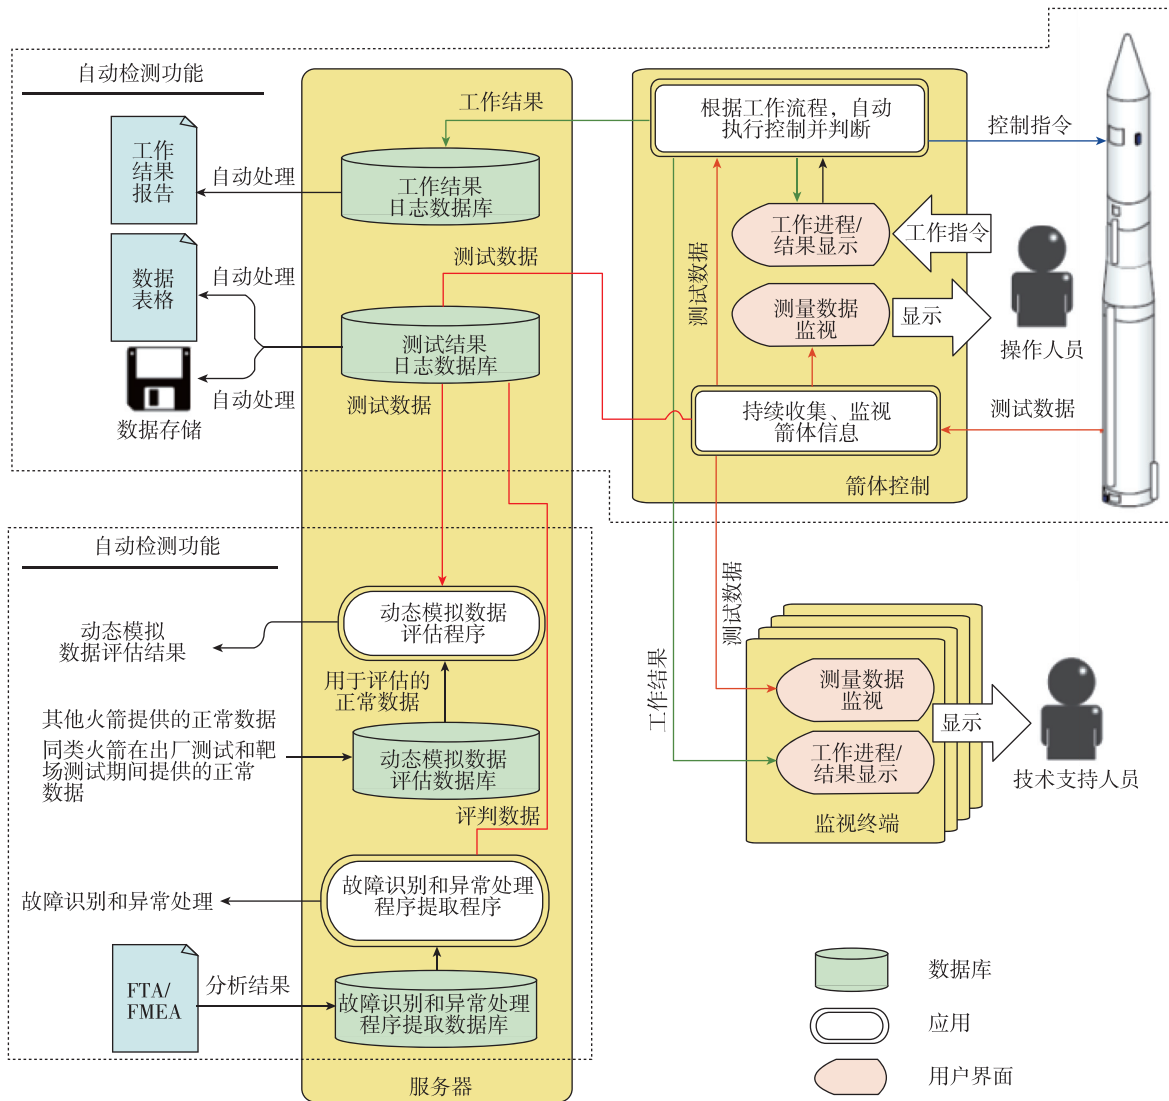 自动检测功能
工作
结果
报告
自动处理
数据
表格
自动处理
自动处理
数据存储
工作结果
工作结果
日志数据库
测试数据
测试结果
日志数据库
测试数据
根据工作流程，自动
执行控制并判断
控制指令
工作进程/
结果显示
工作指令
测试数据
测量数据
监视
显示
操作人员
持续收集、监视
箭体信息
测试数据
箭体控制
自动检测功能
动态模拟
数据评估结果
动态模拟数据
评估程序
用于评估的
正常数据
其他火箭提供的正常数据
同类火箭在出厂测试和靶
场测试期间提供的正常
数据
动态模拟数据
评估数据库
评判数据
故障识别和异常处理
故障识别和异常处理
程序提取程序
FTA/
FMEA
分析结果
故障识别和异常处理
程序提取数据库
服务器
测试数据
工作结果
测量数据
监视
工作进程/
结果显示
监视终端
显示
技术支持人员
数据库
应用
用户界面